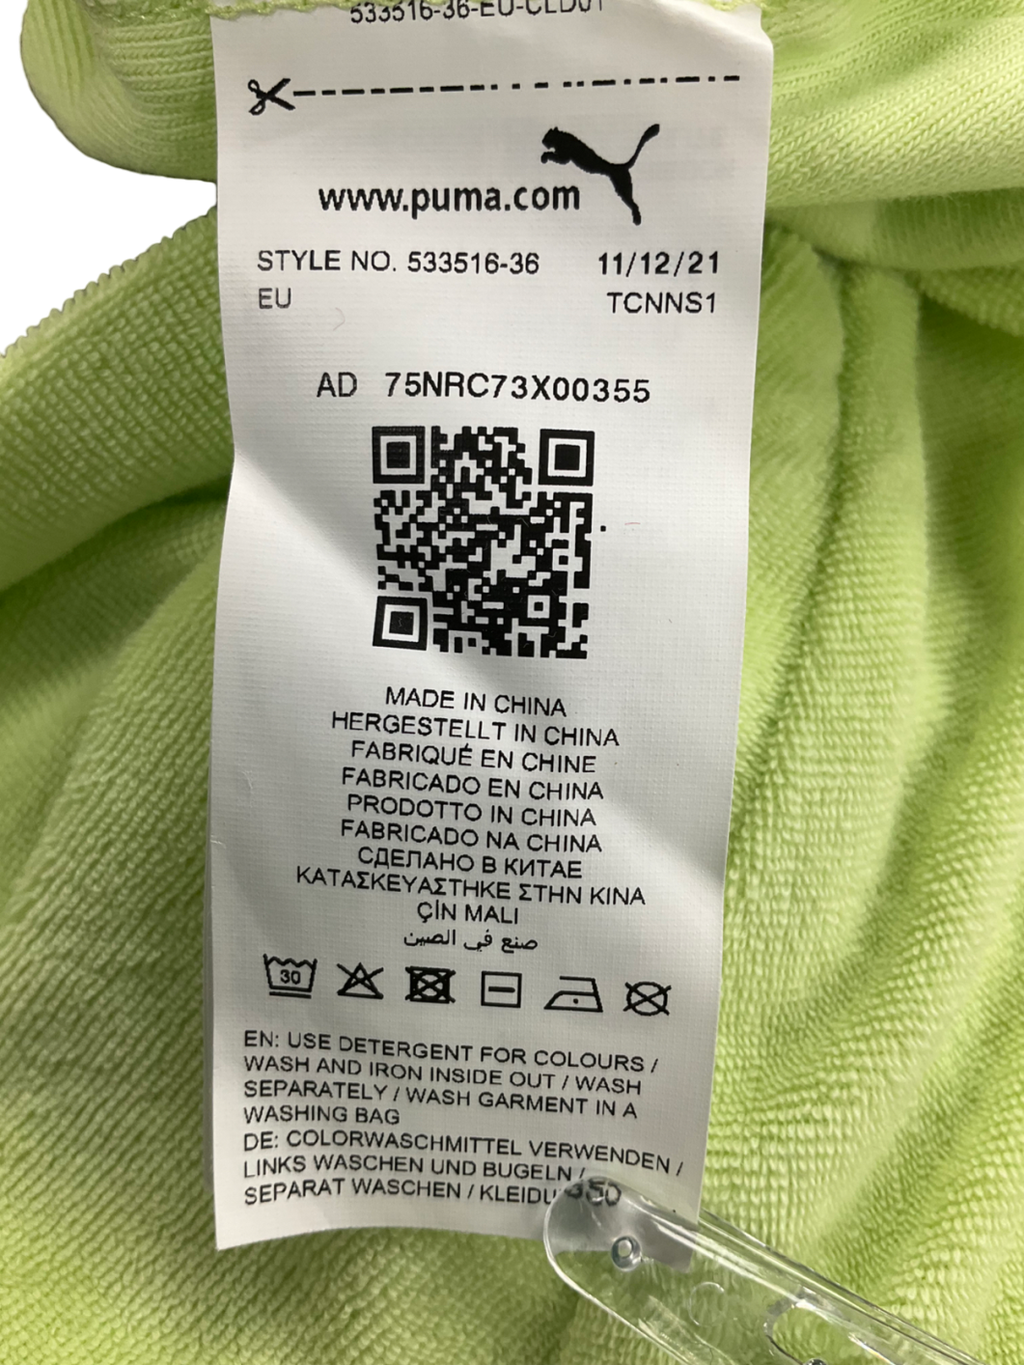 533516-36-EU-CLD01
www.puma.com
STYLE NO. 533516-36 11/12/21
EU TCNNS1
AD 75NRC73X00355
MADE IN CHINA
HERGESTELLT IN CHINA
FABRIQUÉ EN CHINE
FABRICADO EN CHINA
PRODOTTO IN CHINA
FABRICADO NA CHINA
СДЕЛАНО В КИТАЕ
ΚΑΤΑΣΚΕΥΑΣΤΗΚΕ ΣΤΗΝ ΚΙΝΑ
ÇİN MALI
صنع في الصين
30
EN: USE DETERGENT FOR COLOURS /
WASH AND IRON INSIDE OUT / WASH
SEPARATELY / WASH GARMENT IN A
WASHING BAG
DE: COLORWASCHMITTEL VERWENDEN /
LINKS WASCHEN UND BUGELN /
SEPARAT WASCHEN / KLEIDU